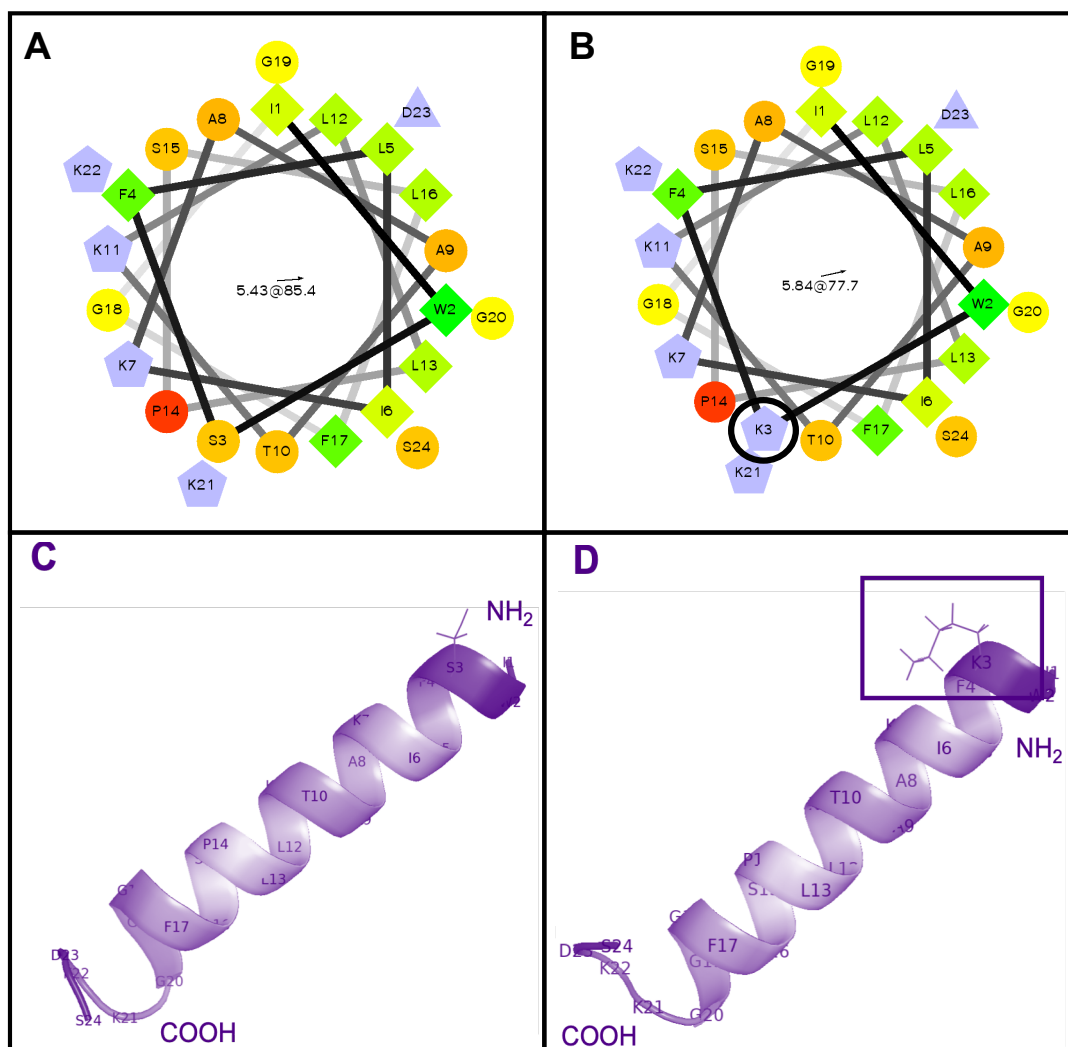 A
G19
I1
A8
L12
D23
S15
L5
K22
F4
L16
K11
A9
5.43@85.4
G18
W2
G20
K7
L13
P14
I6
S3
T10
F17
S24
K21
B
G19
I1
A8
L12
D23
S15
L5
K22
F4
L16
K11
A9
5.84@77.7
G18
W2
G20
K7
L13
P14
I6
K3
T10
F17
S24
K21
C
NH2
S3
I1
F4
K7
I6
A8
T10
P14
L12
L13
F17
D23
K22
G20
S24
K21
COOH
D
K3
F4
NH2
I6
A8
T10
L13
F17
S24
K22
K21
G20
COOH